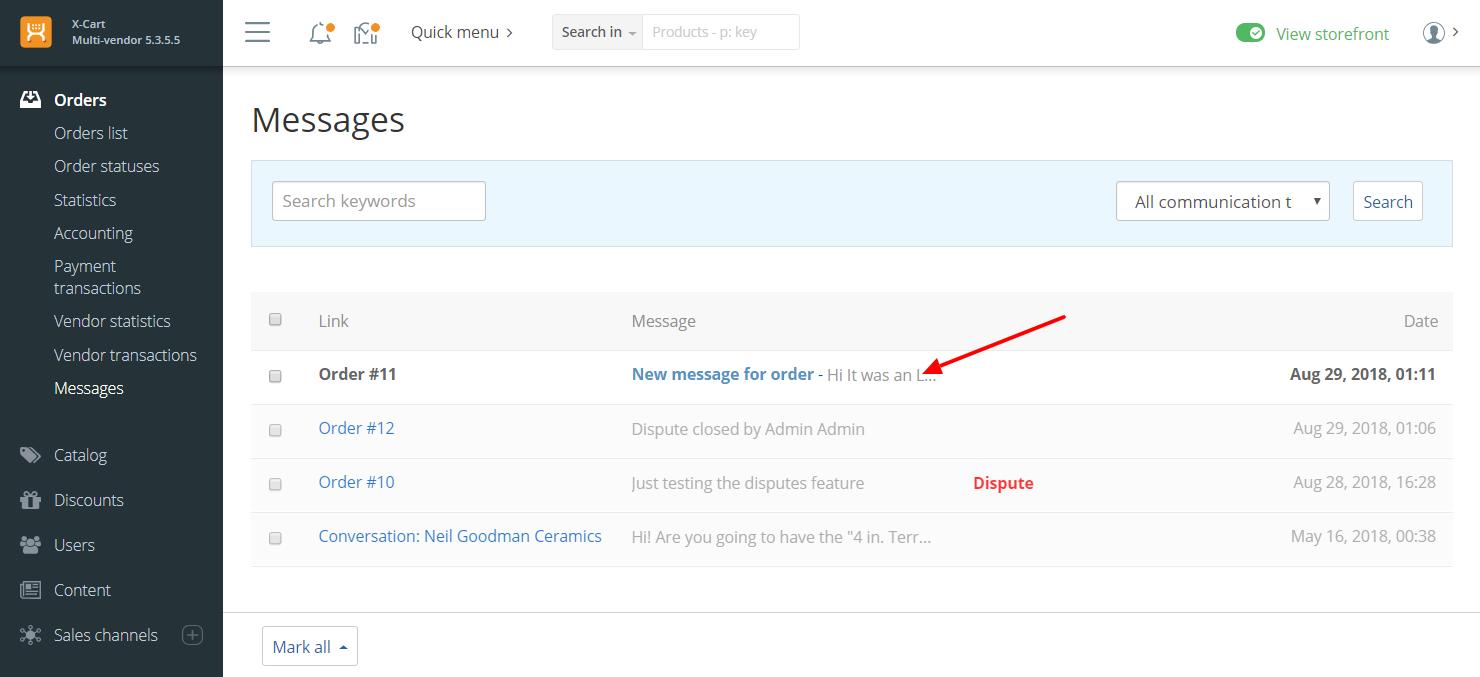 X-Cart
Multi-vendor 5.3.5.5
Quick menu
Search in
Products - p: key
View storefront
Orders
Orders list
Order statuses
Statistics
Accounting
Payment
transactions
Vendor statistics
Vendor transactions
Messages
Catalog
Discounts
Users
Content
Sales channels
Messages
Search keywords
All communication t
Search
Link Message Date
Order #11 New message for order - Hi It was an L... Aug 29, 2018, 01:11
Order #12 Dispute closed by Admin Admin Aug 29, 2018, 01:06
Order #10 Just testing the disputes feature Dispute Aug 28, 2018, 16:28
Conversation: Neil Goodman Ceramics Hi! Are you going to have the "4 in. Terr... May 16, 2018, 00:38
Mark all